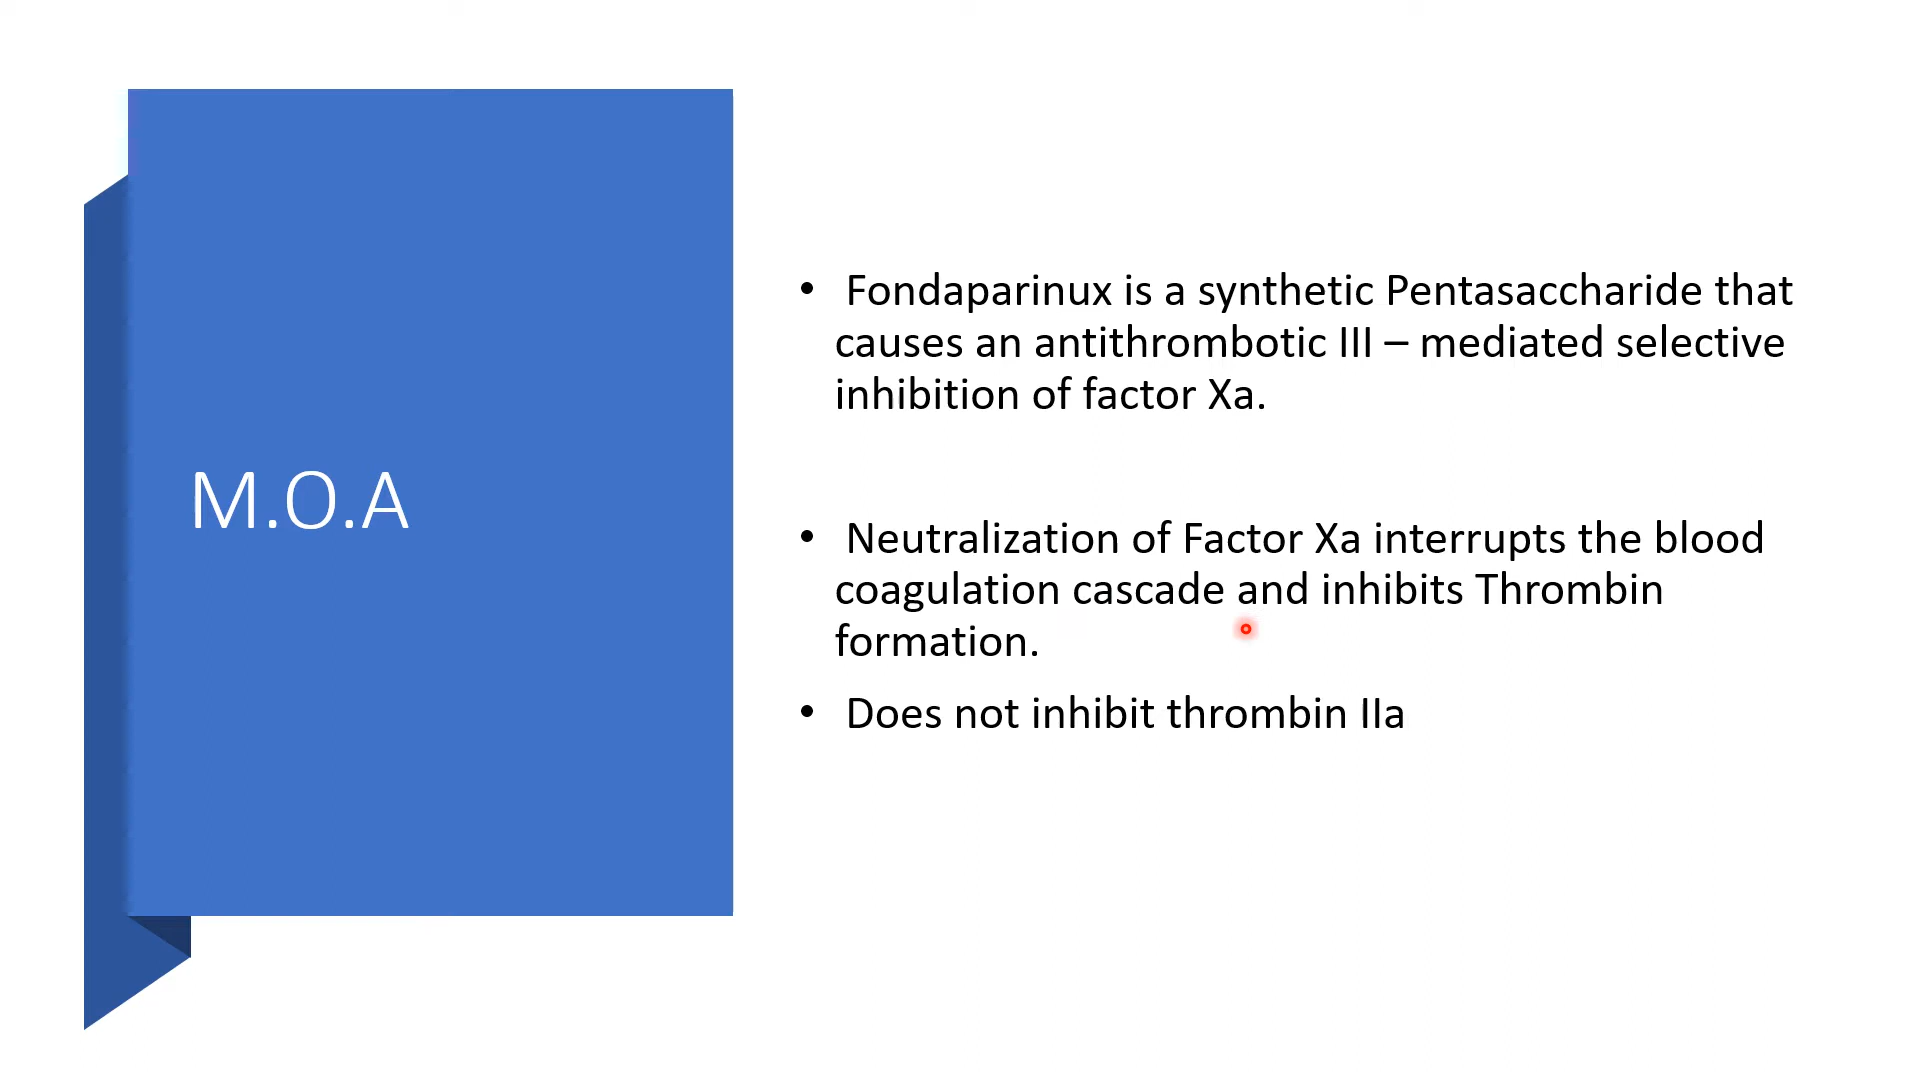 M.O.A
• Fondaparinux is a synthetic Pentasaccharide that
causes an antithrombotic III – mediated selective
inhibition of factor Xa.
• Neutralization of Factor Xa interrupts the blood
coagulation cascade and inhibits Thrombin
formation.
• Does not inhibit thrombin IIa